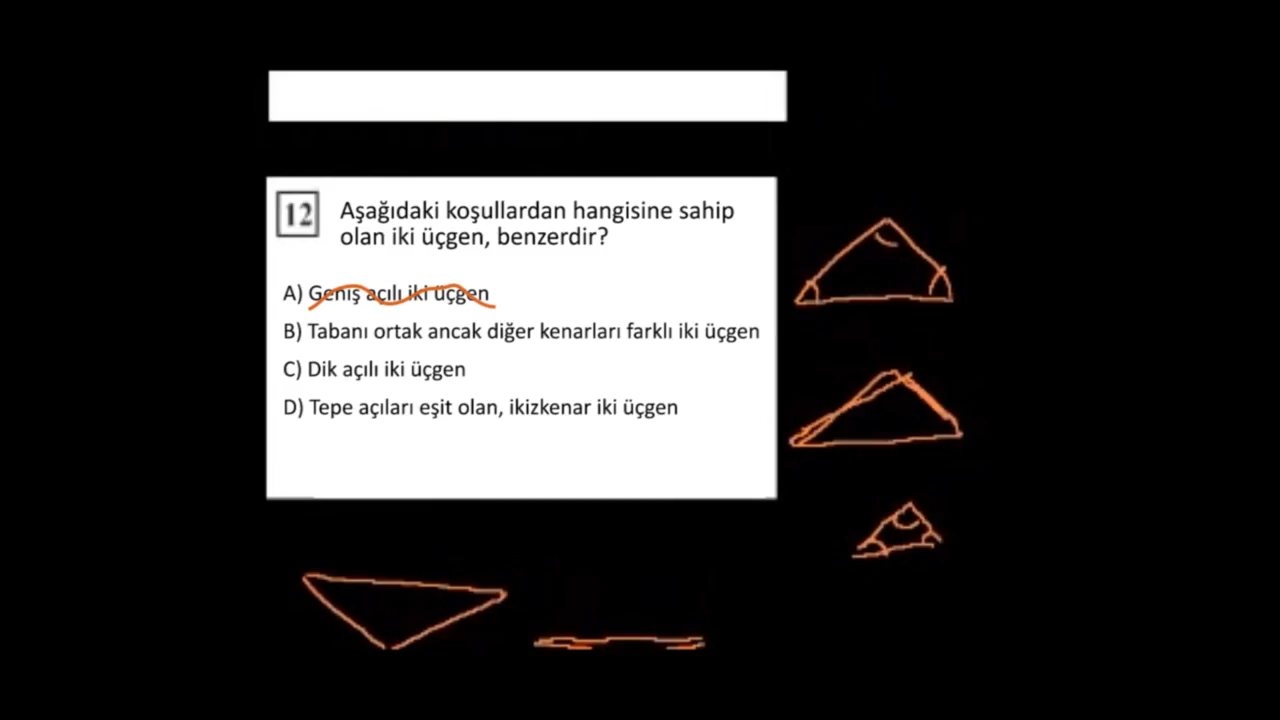 12 Aşağıdaki koşullardan hangisine sahip
olan iki üçgen, benzerdir?
A) Geniş açılı iki üçgen
B) Tabanı ortak ancak diğer kenarları farklı iki üçgen
C) Dik açılı iki üçgen
D) Tepe açıları eşit olan, ikizkenar iki üçgen